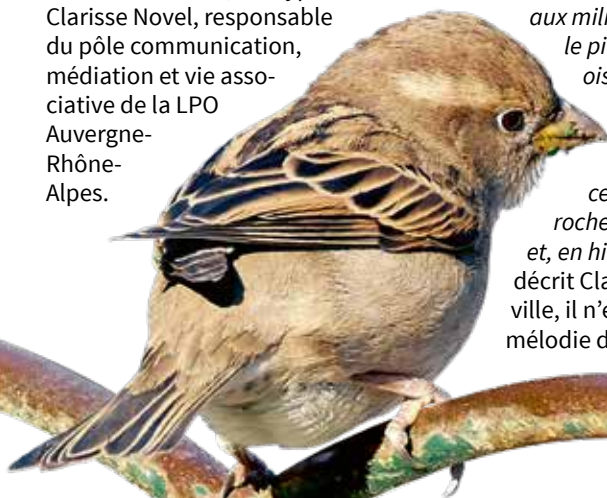 Clarisse Novel, responsable
du pôle communication,
médiation et vie asso-
ciative de la LPO
Auvergne-
Rhône-
Alpes.
aux mil
le pi
ois
ce
roche
et, en hi
décrit Cla
ville, il n’e
mélodie d